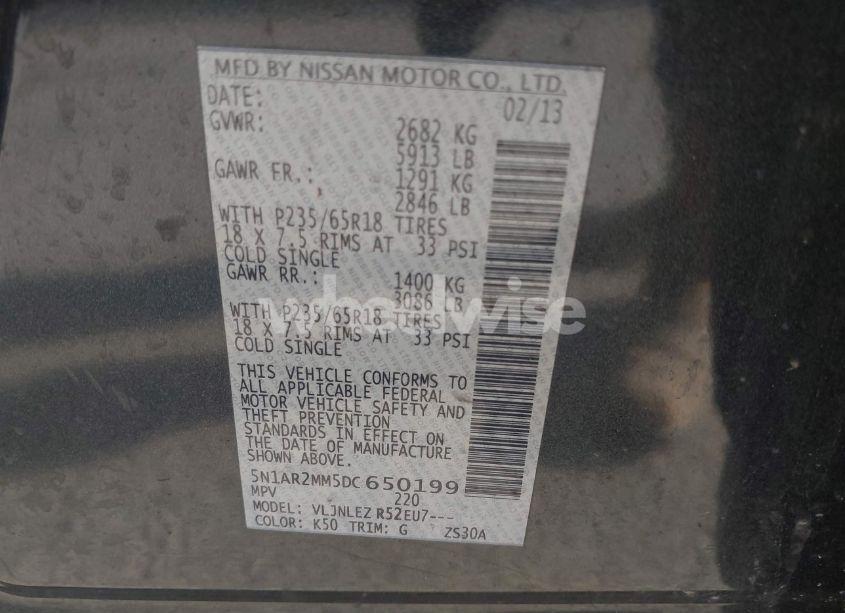 MFD BY NISSAN MOTOR CO., LTD.
DATE: 02/13
GVWR: 2682 KG
5913 LB
GAWR FR.: 1291 KG
2846 LB
WITH P235/65R18 TIRES
18 X 7.5 RIMS AT 33 PSI
COLD SINGLE
GAWR RR.: 1400 KG
3086 LB
WITH P235/65R18 TIRES
18 X 7.5 RIMS AT 33 PSI
COLD SINGLE
wheelwise
THIS VEHICLE CONFORMS TO
ALL APPLICABLE FEDERAL
MOTOR VEHICLE SAFETY AND
THEFT PREVENTION
STANDARDS IN EFFECT ON
THE DATE OF MANUFACTURE
SHOWN ABOVE.
5N1AR2MM5DC650199
MPV 220
MODEL: VLJNLEZ R52EU7---
COLOR: K50 TRIM: G ZS30A